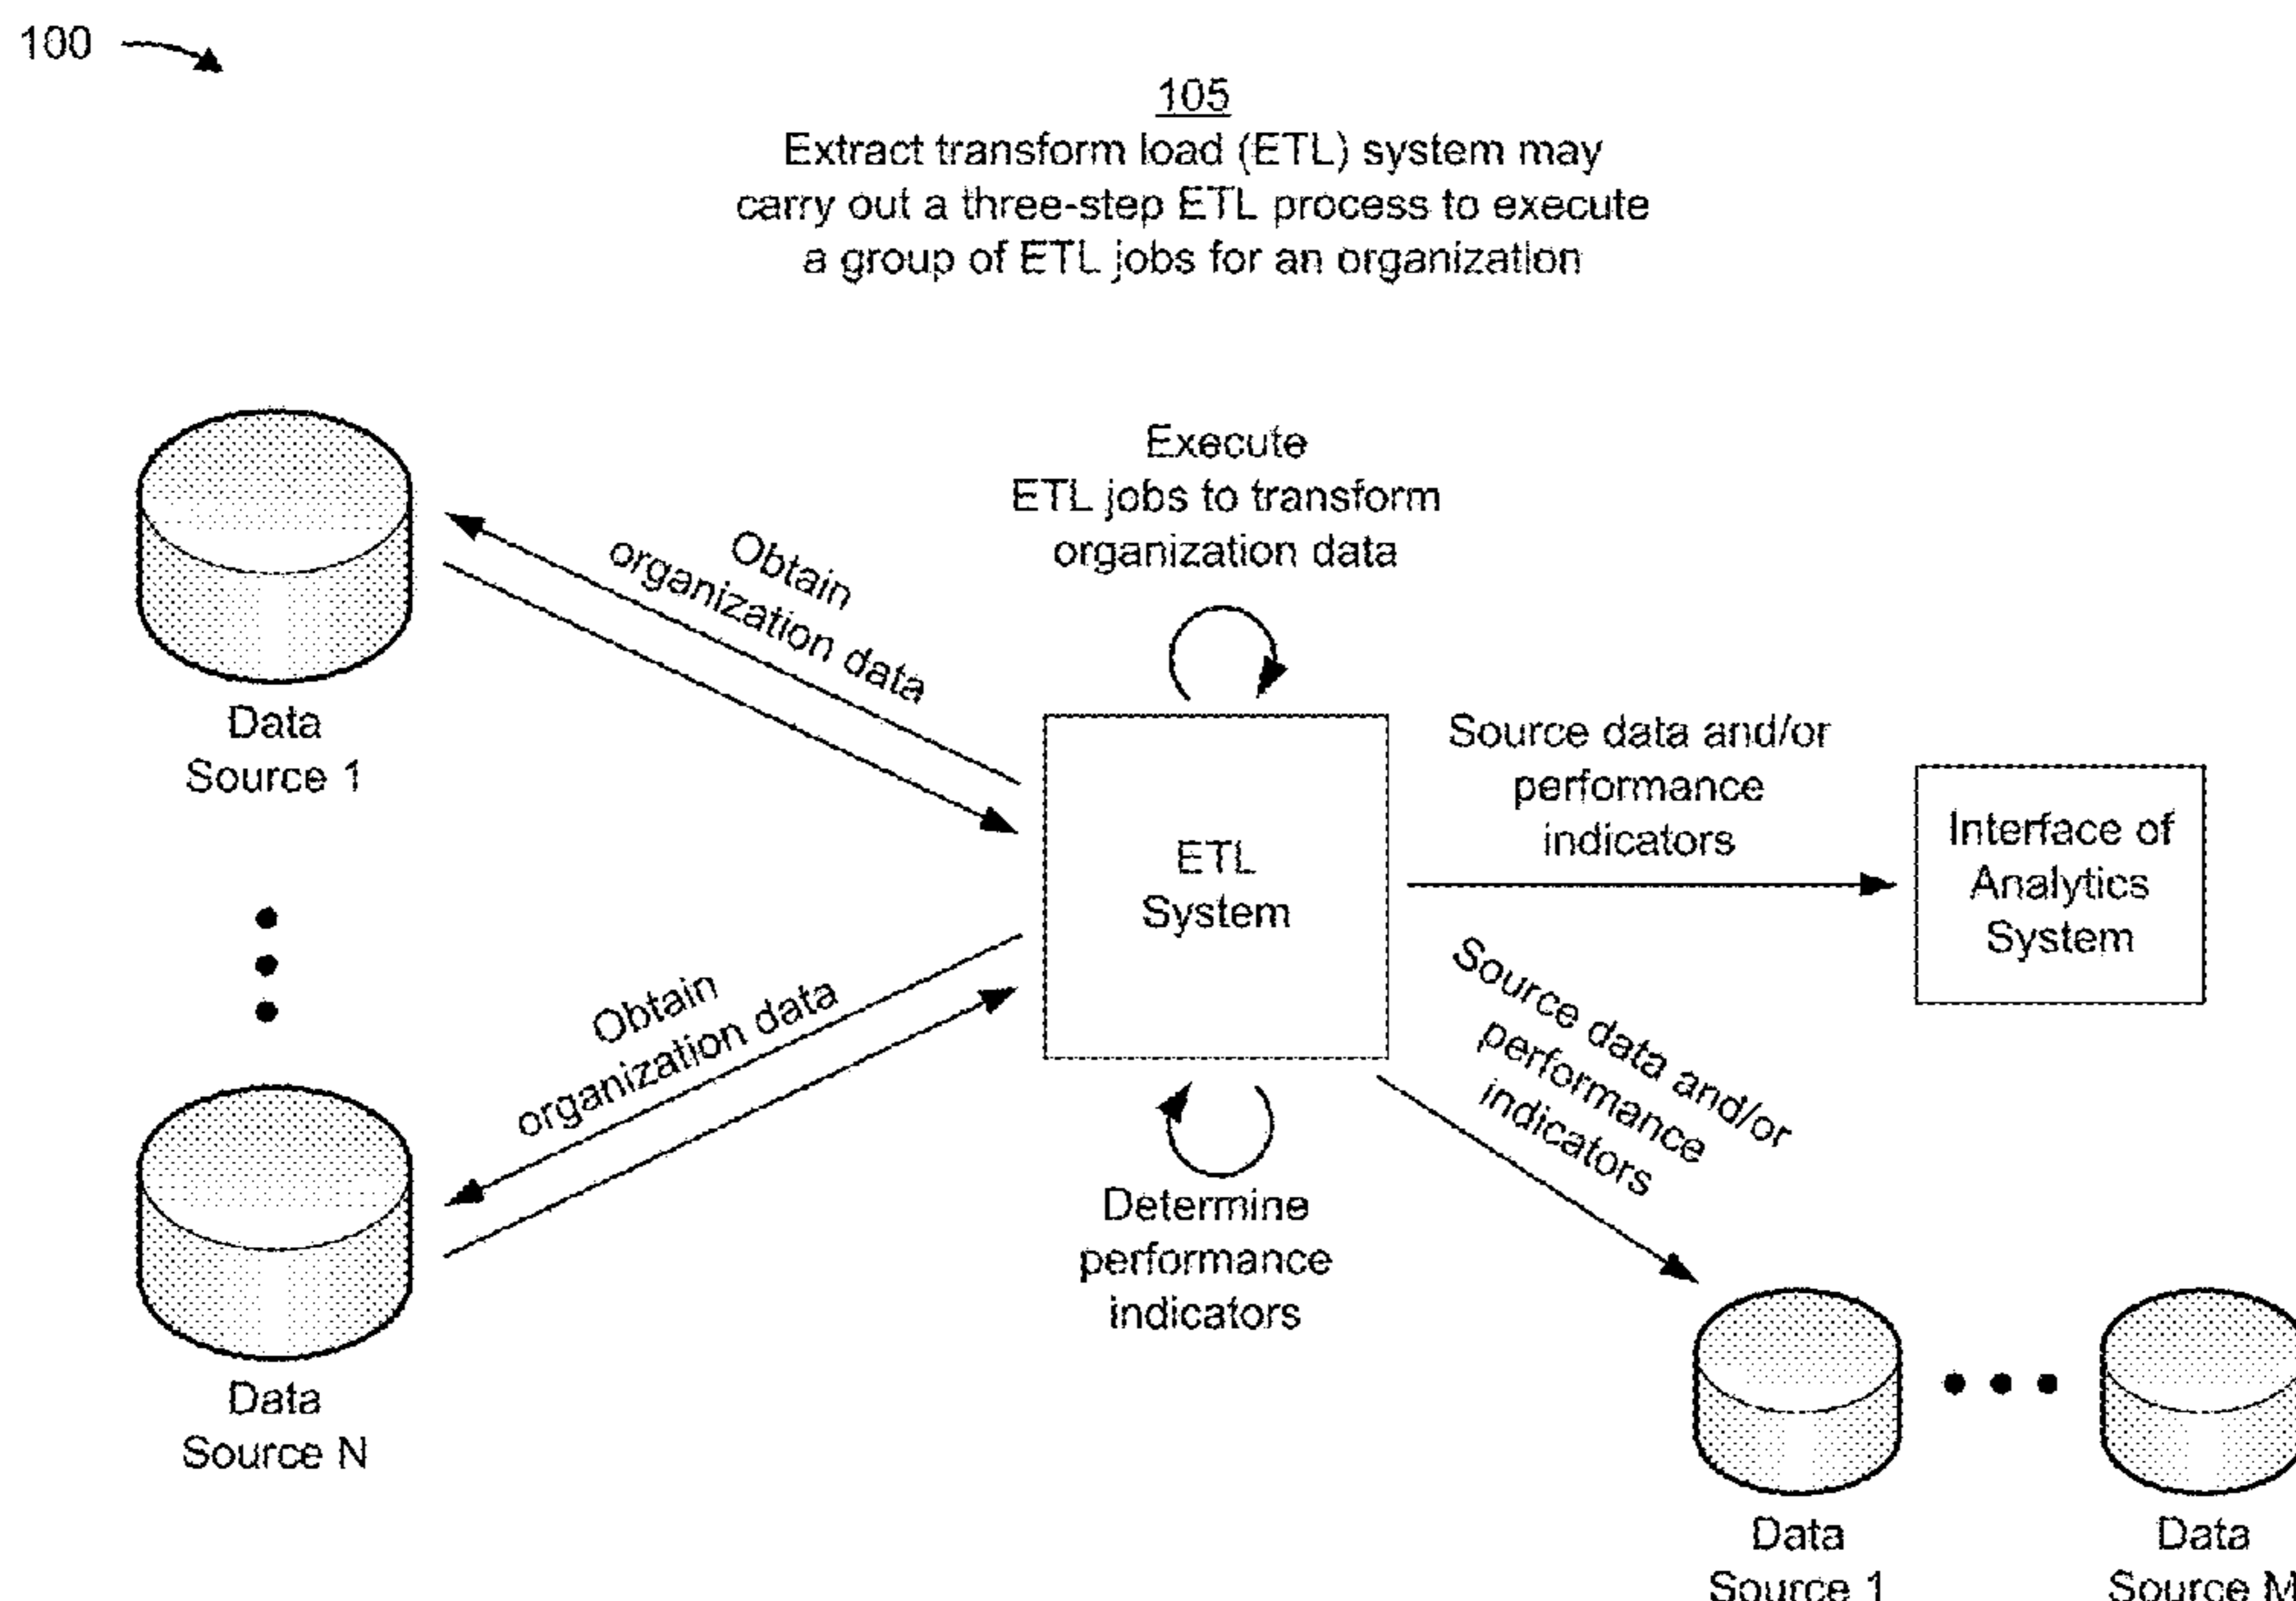 100
105
Extract transform load (ETL) system may
carry out a three-step ETL process to execute
a group of ETL jobs for an organization
Execute
ETL jobs to transform
organization data
Obtain
organization data
Data
Source 1
Source data and/or
performance
indicators
ETL
System
Interface of
Analytics
System
Obtain
organization data
Source data and/or
performance
indicators
Determine
performance
indicators
Data
Source N
Data
Source 1
Data
Source M